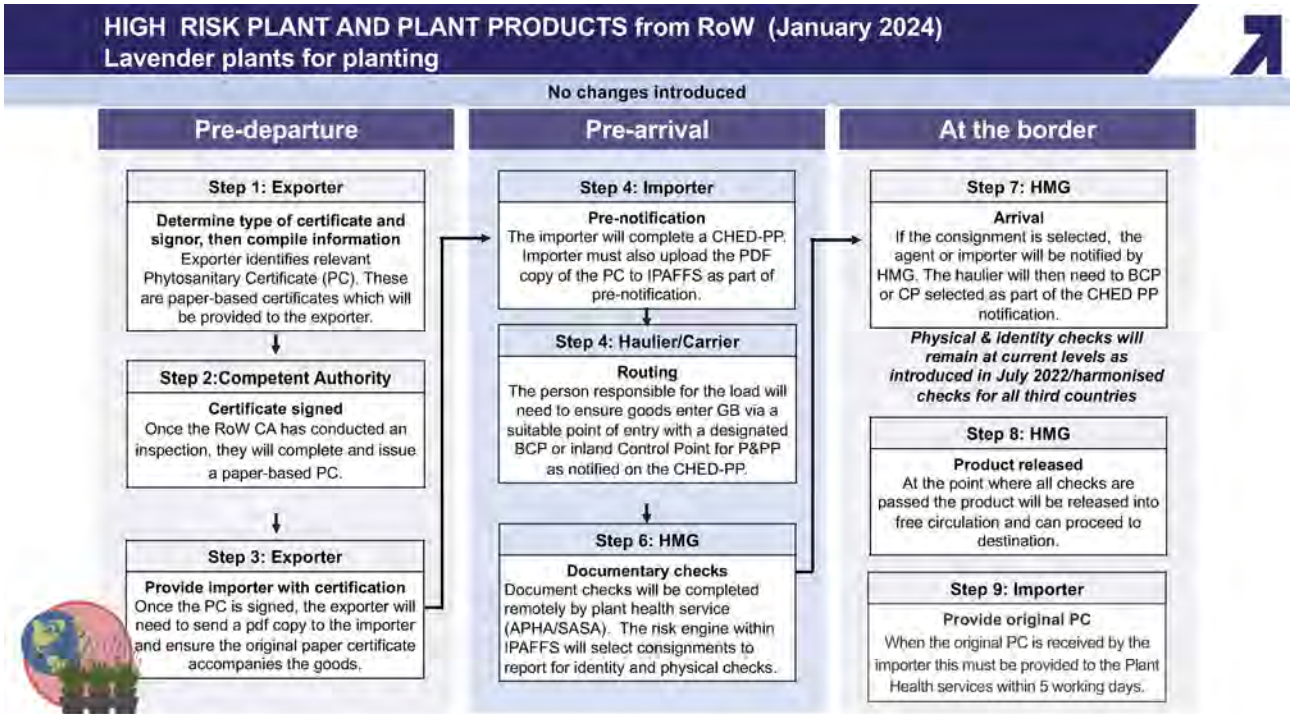 HIGH RISK PLANT AND PLANT PRODUCTS from RoW (January 2024)
Lavender plants for planting
No changes introduced
Pre-departure
Step 1: Exporter
Determine type of certificate and
signor, then compile information
Exporter identifies relevant
Phytosanitary Certificate (PC). These
are paper-based certificates which will
be provided to the exporter.
Step 2:Competent Authority
Certificate signed
Once the RoW CA has conducted an
inspection, they will complete and issue
a paper-based PC.
Step 3: Exporter
Provide importer with certification
Once the PC is signed, the exporter will
need to send a pdf copy to the importer
and ensure the original paper certificate
accompanies the goods.
Pre-arrival
Step 4: Importer
Pre-notification
The importer will complete a CHED-PP.
Importer must also upload the PDF
copy of the PC to IPAFFS as part of
pre-notification.
Step 4: Haulier/Carrier
Routing
The person responsible for the load will
need to ensure goods enter GB via a
suitable point of entry with a designated
BCP or inland Control Point for P&PP
as notified on the CHED-PP.
Step 6: HMG
Documentary checks
Document checks will be completed
remotely by plant health service
(APHA/SASA). The risk engine within
IPAFFS will select consignments to
report for identity and physical checks.
At the border
Step 7: HMG
Arrival
If the consignment is selected, the
agent or importer will be notified by
HMG. The haulier will then need to BCP
or CP selected as part of the CHED PP
notification.
Physical & identity checks will
remain at current levels as
introduced in July 2022/harmonised
checks for all third countries
Step 8: HMG
Product released
At the point where all checks are
passed the product will be released into
free circulation and can proceed to
destination.
Step 9: Importer
Provide original PC
When the original PC is received by the
importer this must be provided to the Plant
Health services within 5 working days.